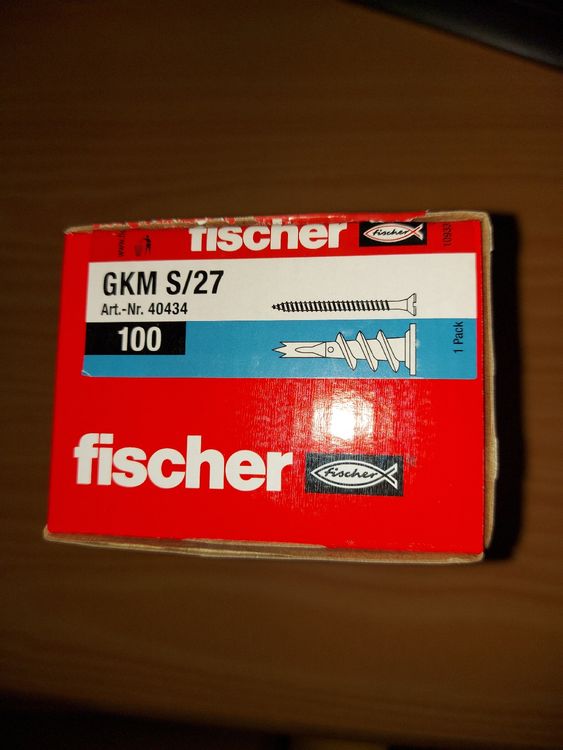 fischer
fischer
GKM S/27
Art.-Nr. 40434
100
1 Pack
fischer
fischer